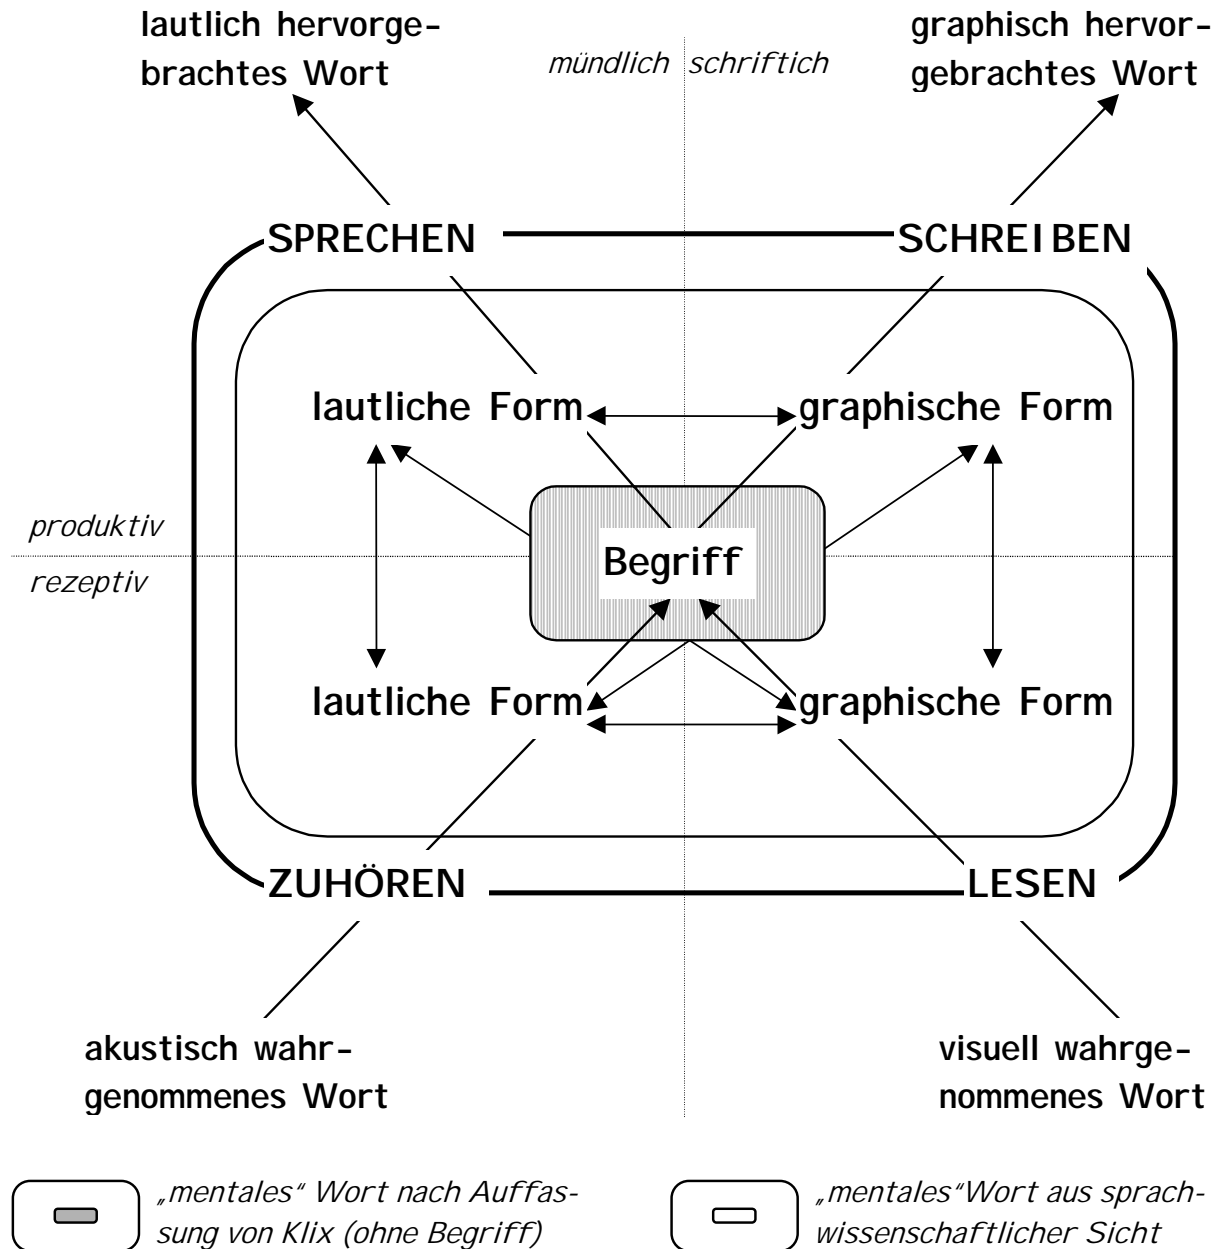 lautlich hervorge-
brachtes Wort
mündlich schriftich
graphisch hervor-
gebrachtes Wort
SPRECHEN
SCHREIBEN
lautliche Form
graphische Form
produktiv
Begriff
rezeptiv
lautliche Form
graphische Form
ZUHÖREN
LESEN
akustisch wahr-
genommenes Wort
visuell wahrge-
nommenes Wort
„mentales“ Wort nach Auffas-
sung von Klix (ohne Begriff)
„mentales“Wort aus sprach-
wissenschaftlicher Sicht